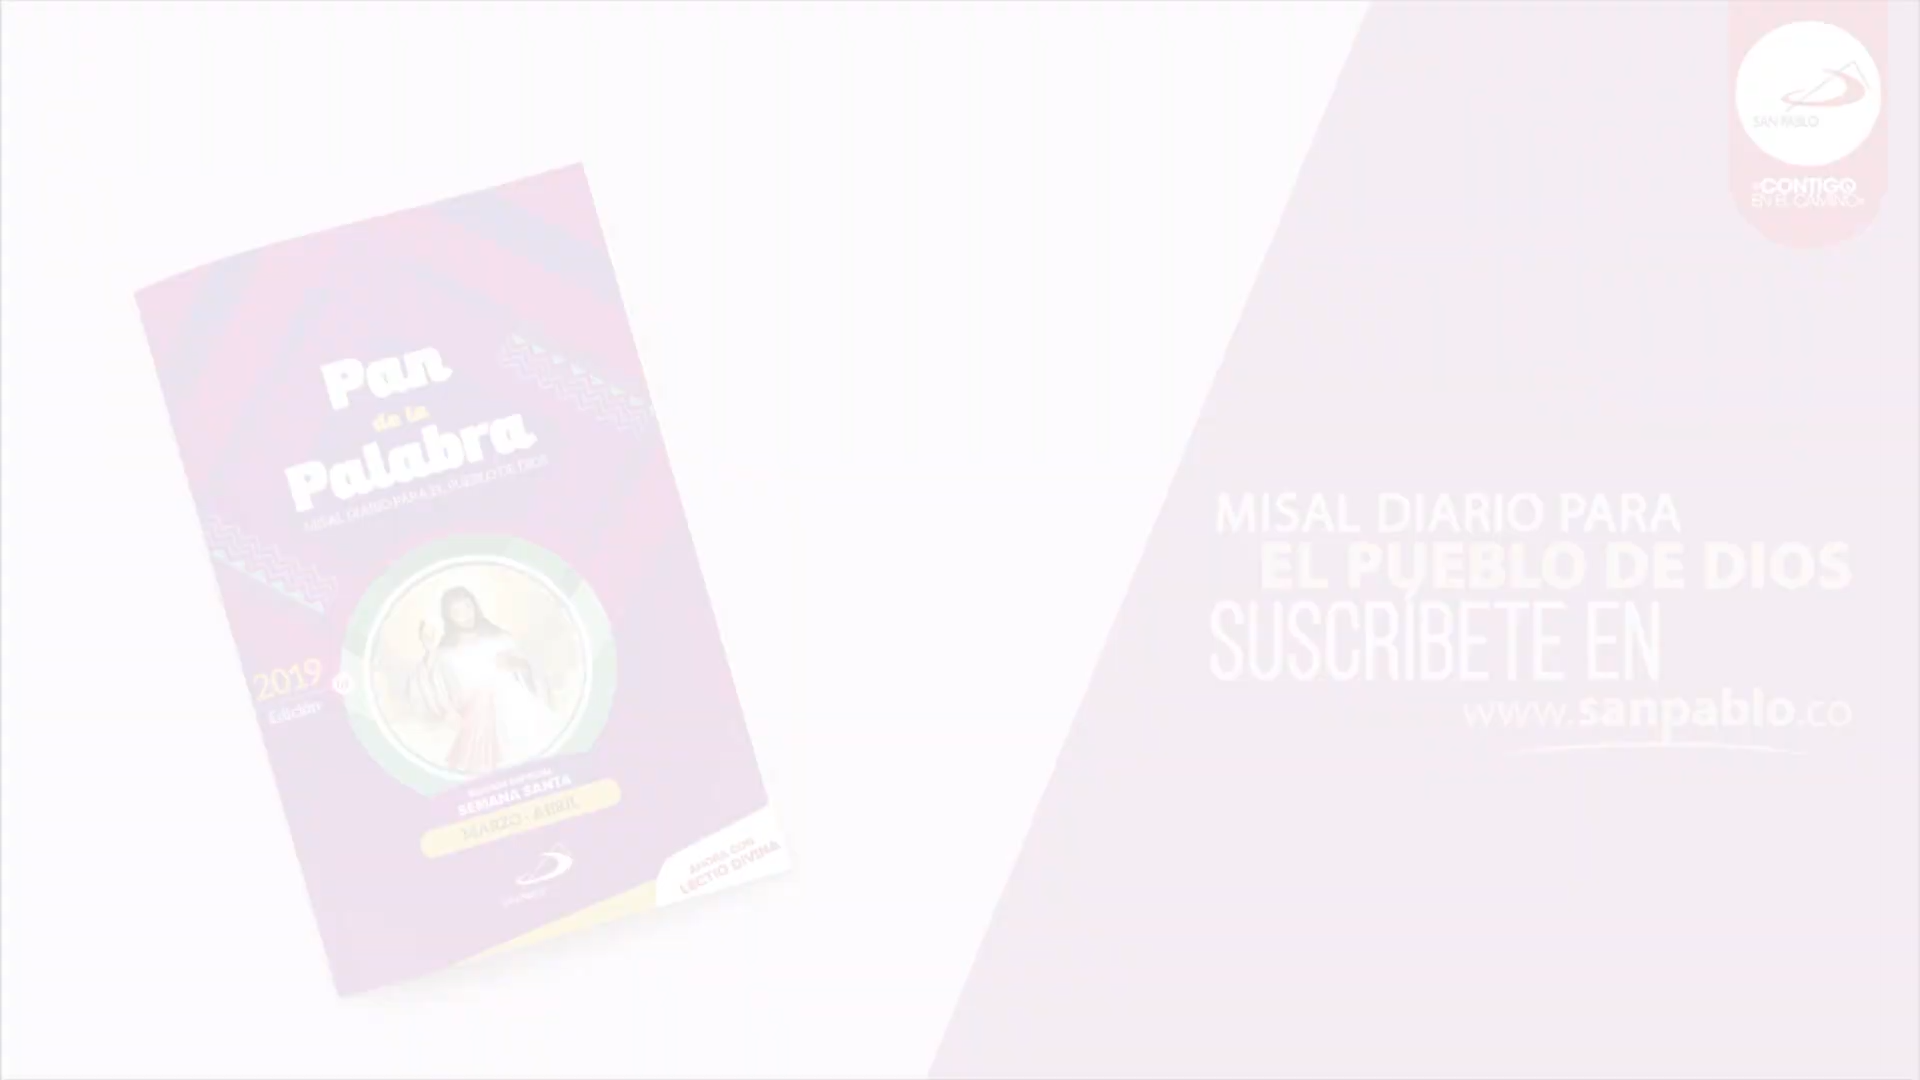 Pan
de la
Palabra
MISAL DIARIO PARA EL PUEBLO DE DIOS
2019
Edición
SEMANA SANTA
MARZO - ABRIL
AHORA CON
LECTIO DIVINA
SAN PABLO
«CONTIGO
EN EL CAMINO»
MISAL DIARIO PARA
EL PUEBLO DE DIOS
SUSCRÍBETE EN
www.sanpablo.co